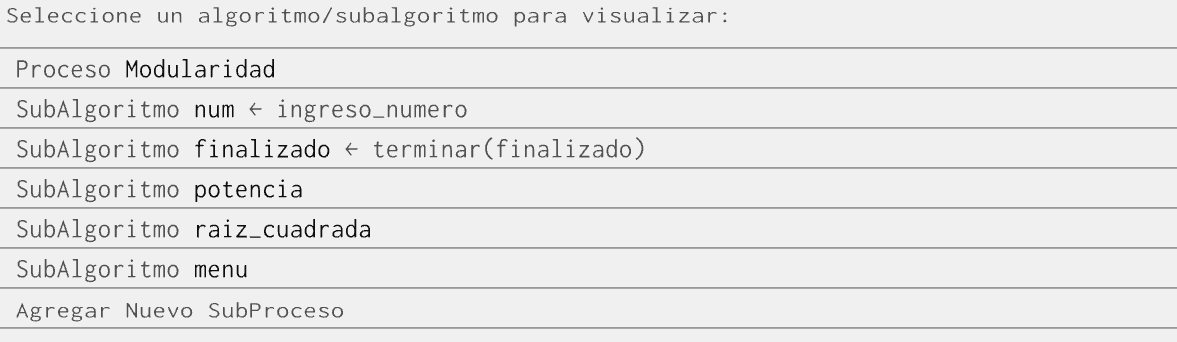 Seleccione un algoritmo/subalgoritmo para visualizar:
Proceso Modularidad
SubAlgoritmo num ← ingreso_numero
SubAlgoritmo finalizado ← terminar(finalizado)
SubAlgoritmo potencia
SubAlgoritmo raiz_cuadrada
SubAlgoritmo menu
Agregar Nuevo SubProceso